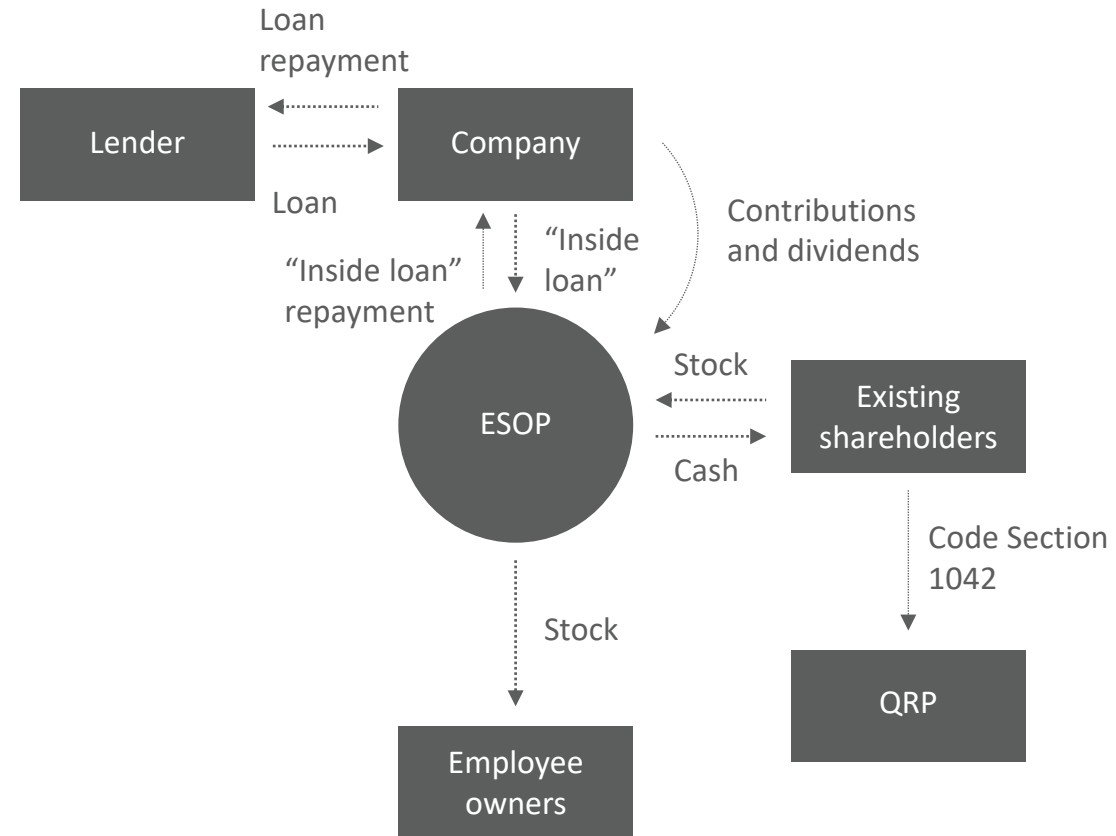 Loan
repayment
Lender
Company
Loan
Contributions
and dividends
“Inside
loan”
“Inside loan”
repayment
Stock
Existing
shareholders
ESOP
Cash
Code Section
1042
Stock
QRP
Employee
owners